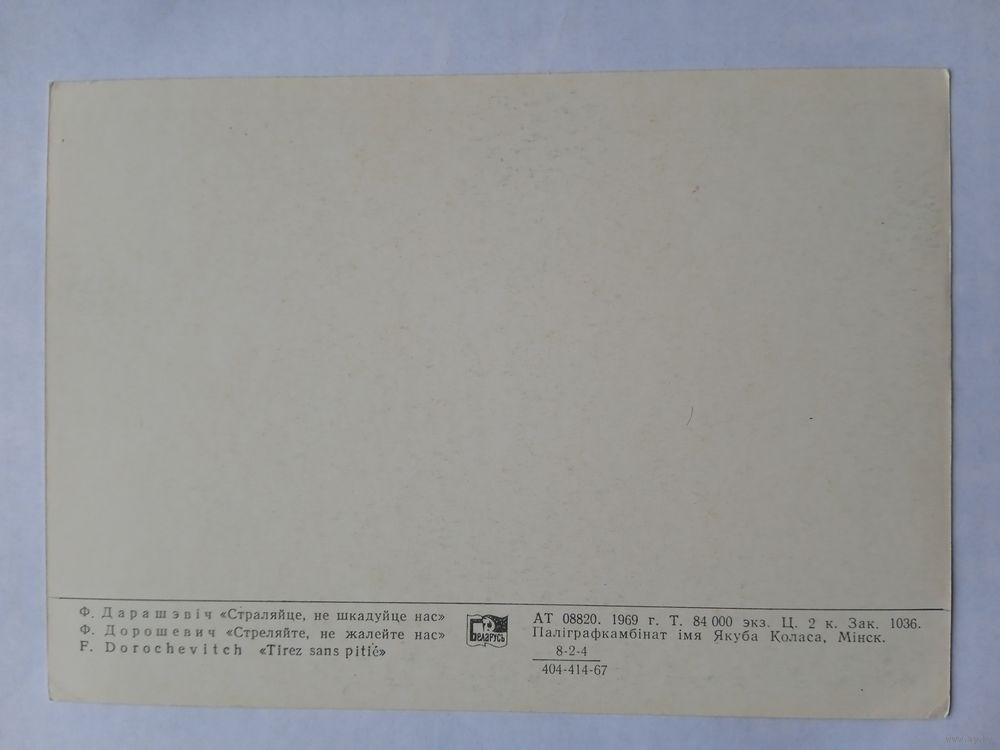 Ф. Дарашэвіч «Страляйце, не шкадуйце нас»
Ф. Дорошевич «Стреляйте, не жалейте нас»
F. Dorochevitch «Tirez sans pitié»
БЕЛАРУСЬ
АТ 08820. 1969 г. Т. 84 000 экз. Ц. 2 к. Зак. 1036.
Паліграфкамбінат імя Якуба Коласа, Мінск.
8-2-4
404-414-67